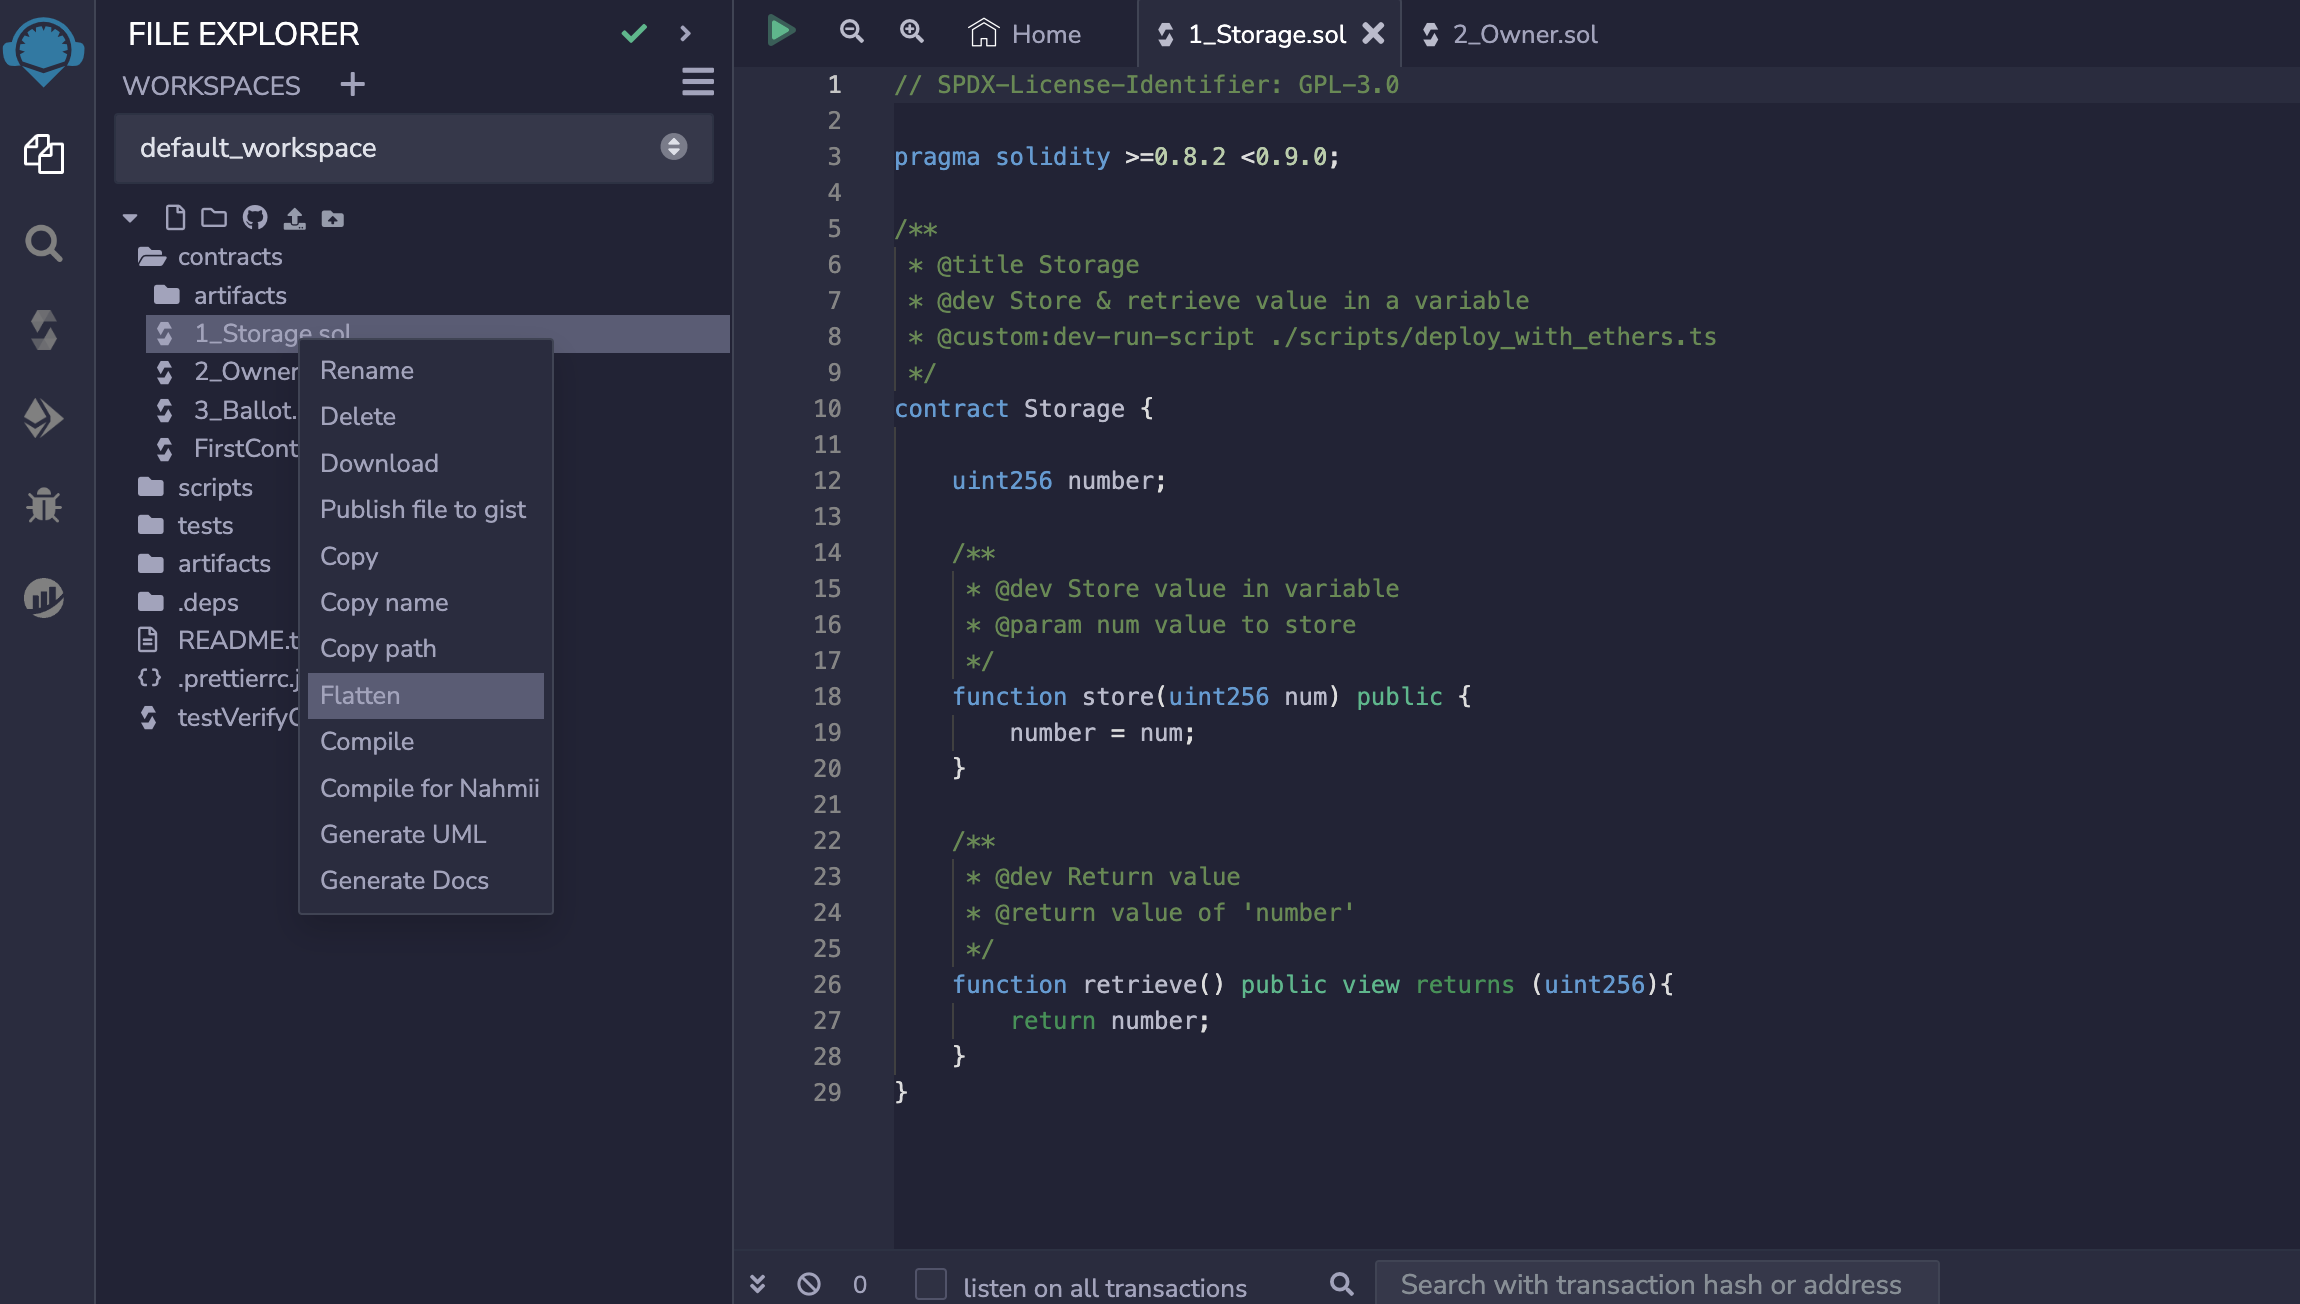 FILE EXPLORER
WORKSPACES
default_workspace
contracts
artifacts
1_Storage.sol
2_Owner
3_Ballot.
FirstCont
scripts
tests
artifacts
.deps
README.t
.prettierrc.j
testVerifyC
Rename
Delete
Download
Publish file to gist
Copy
Copy name
Copy path
Flatten
Compile
Compile for Nahmii
Generate UML
Generate Docs
Home
1_Storage.sol
2_Owner.sol
1 // SPDX-License-Identifier: GPL-3.0
2
3 pragma solidity >=0.8.2 <0.9.0;
4
5 /**
6  * @title Storage
7  * @dev Store & retrieve value in a variable
8  * @custom:dev-run-script ./scripts/deploy_with_ethers.ts
9  */
10 contract Storage {
11
12     uint256 number;
13
14     /**
15      * @dev Store value in variable
16      * @param num value to store
17      */
18     function store(uint256 num) public {
19         number = num;
20     }
21
22     /**
23      * @dev Return value
24      * @return value of 'number'
25      */
26     function retrieve() public view returns (uint256){
27         return number;
28     }
29 }
0
listen on all transactions
Search with transaction hash or address